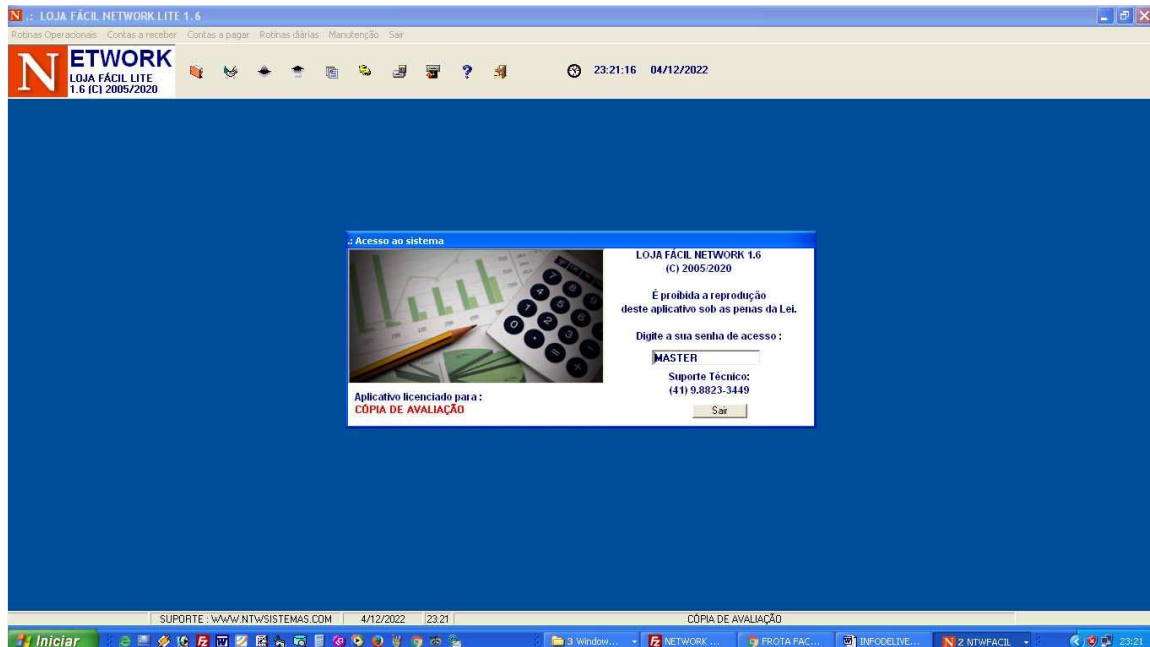 N .: LOJA FÁCIL NETWORK LITE 1.6
Rotinas Operacionais Contas a receber Contas a pagar Rotinas diárias Manutenção Sair
N ETWORK
LOJA FÁCIL LITE
1.6 (C) 2005/2020
23:21:16 04/12/2022
.: Acesso ao sistema
LOJA FÁCIL NETWORK 1.6
(C) 2005/2020
É proibida a reprodução
deste aplicativo sob as penas da Lei.
Digite a sua senha de acesso :
MASTER
Suporte Técnico:
(41) 9.8823-3449
Sair
Aplicativo licenciado para :
CÓPIA DE AVALIAÇÃO
SUPORTE : WWW.NTWSISTEMAS.COM 4/12/2022 23:21 CÓPIA DE AVALIAÇÃO
Iniciar 3 Window... NETWORK ... FROTA FAC... INFODELIVE... N 2 NTWFACIL 23:21